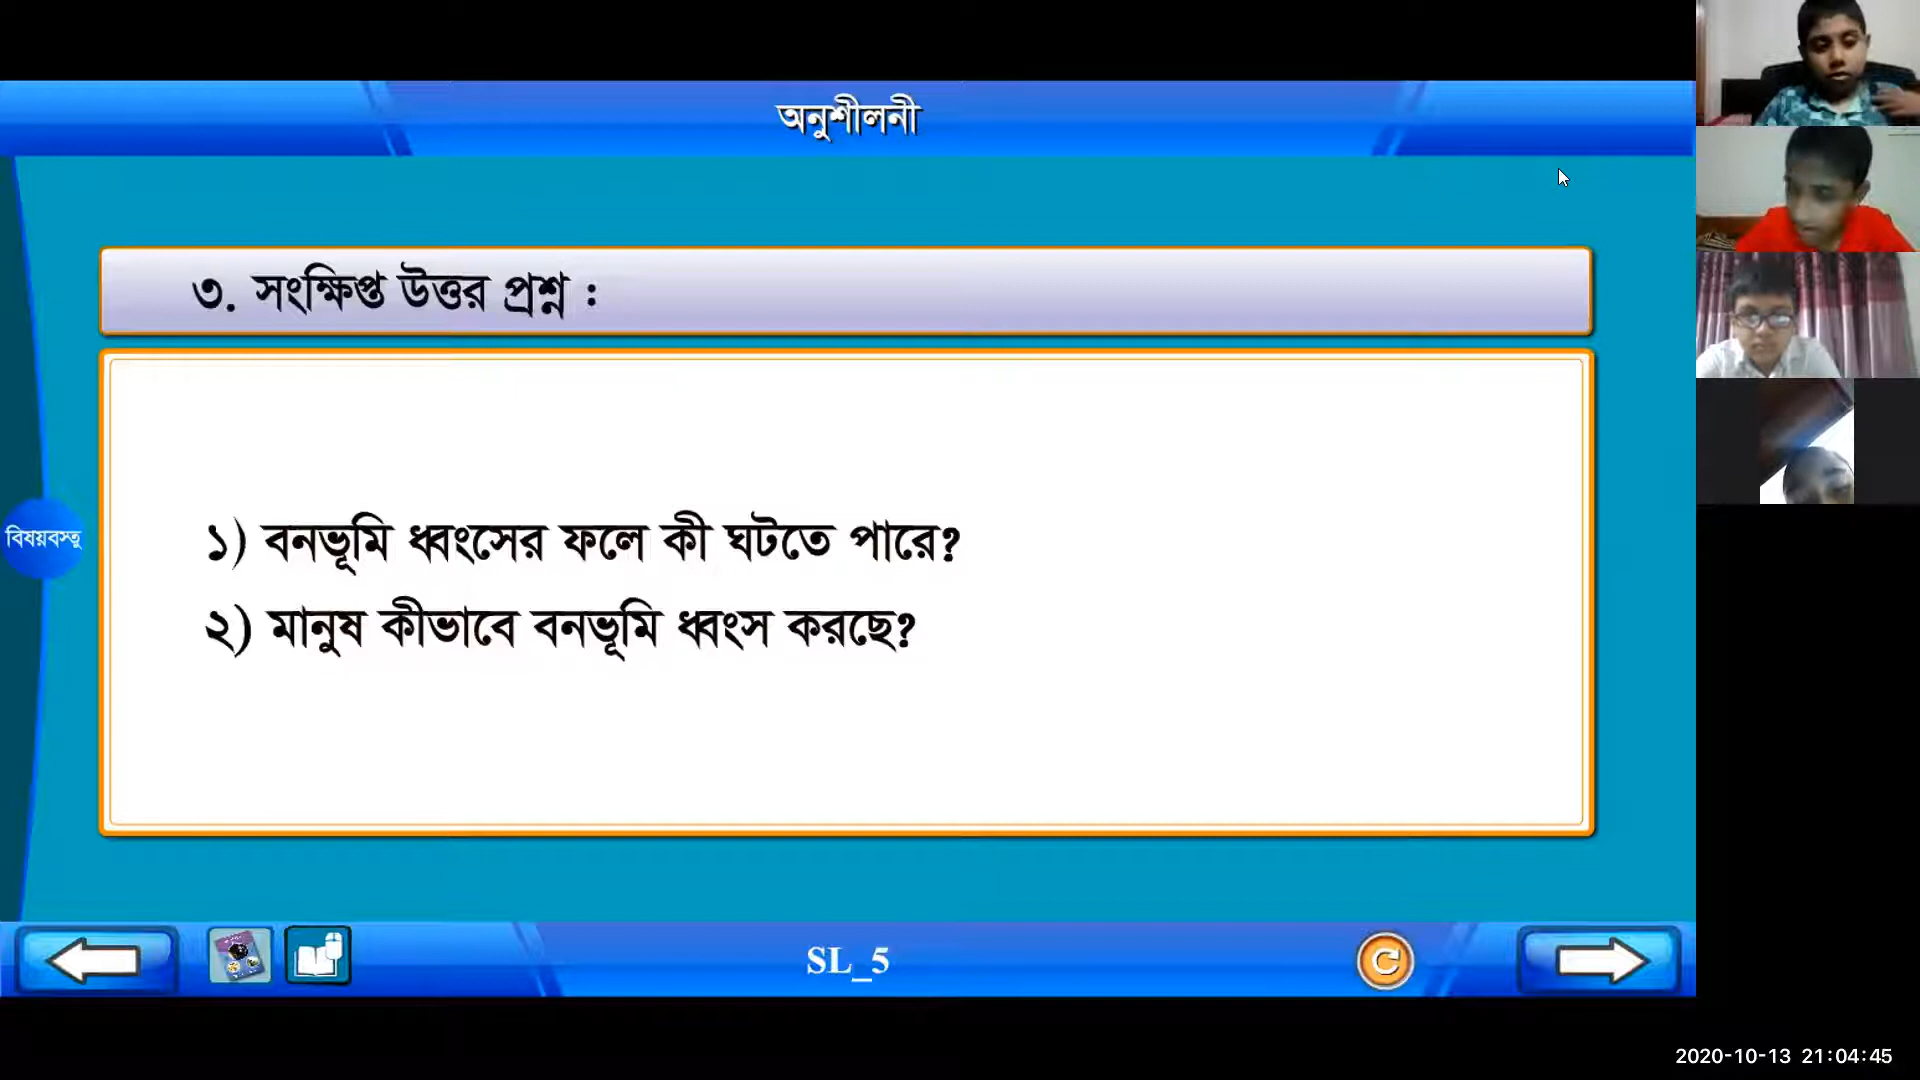 অনুশীলনী
৩. সংক্ষিপ্ত উত্তর প্রশ্ন :
১) বনভূমি ধ্বংসের ফলে কী ঘটতে পারে?
২) মানুষ কীভাবে বনভূমি ধ্বংস করছে?
বিষয়বস্তু
SL_5
2020-10-13 21:04:45